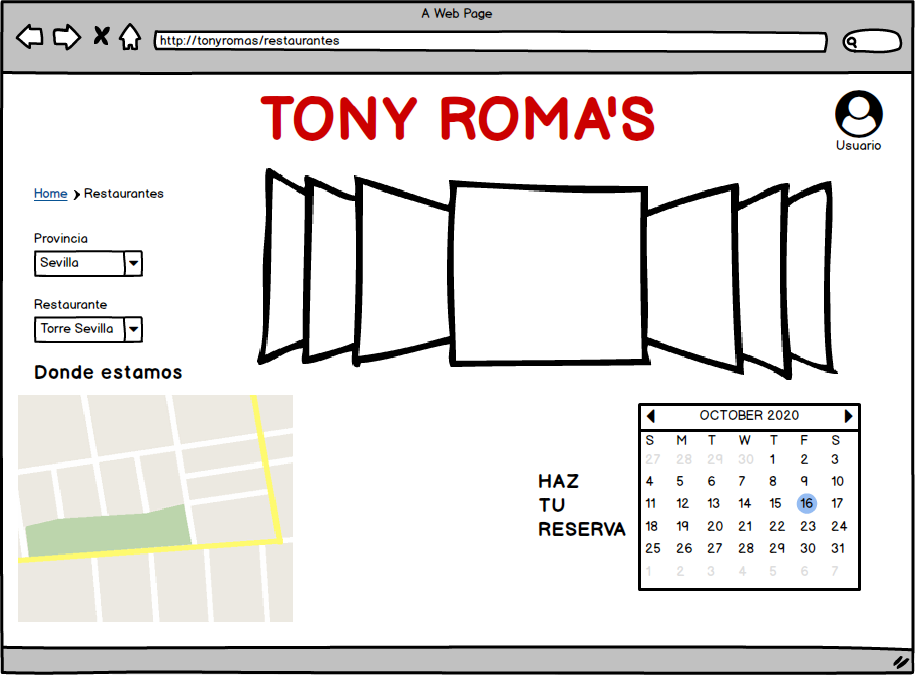 A Web Page
http://tonyromas/restaurantes
TONY ROMA'S
Usuario
Home Restaurantes
Provincia
Sevilla
Restaurante
Torre Sevilla
Donde estamos
HAZ
TU
RESERVA
OCTOBER 2020
S M T W T F S
27 28 29 30 1 2 3
4 5 6 7 8 9 10
11 12 13 14 15 16 17
18 19 20 21 22 23 24
25 26 27 28 29 30 31
1 2 3 4 5 6 7